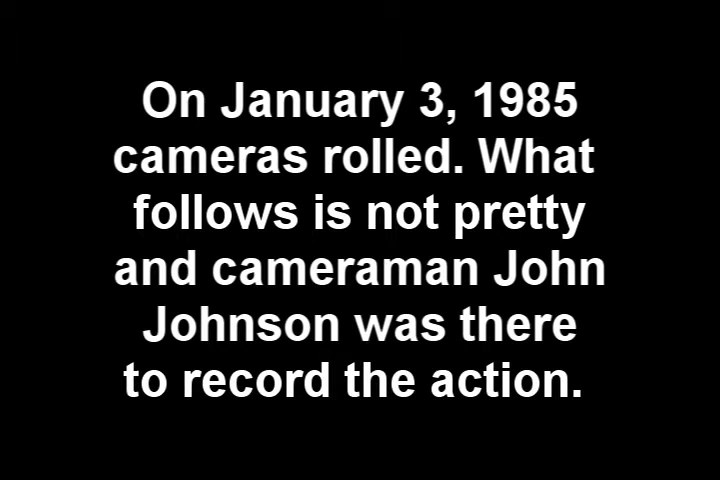 On January 3, 1985
cameras rolled. What
follows is not pretty
and cameraman John
Johnson was there
to record the action.